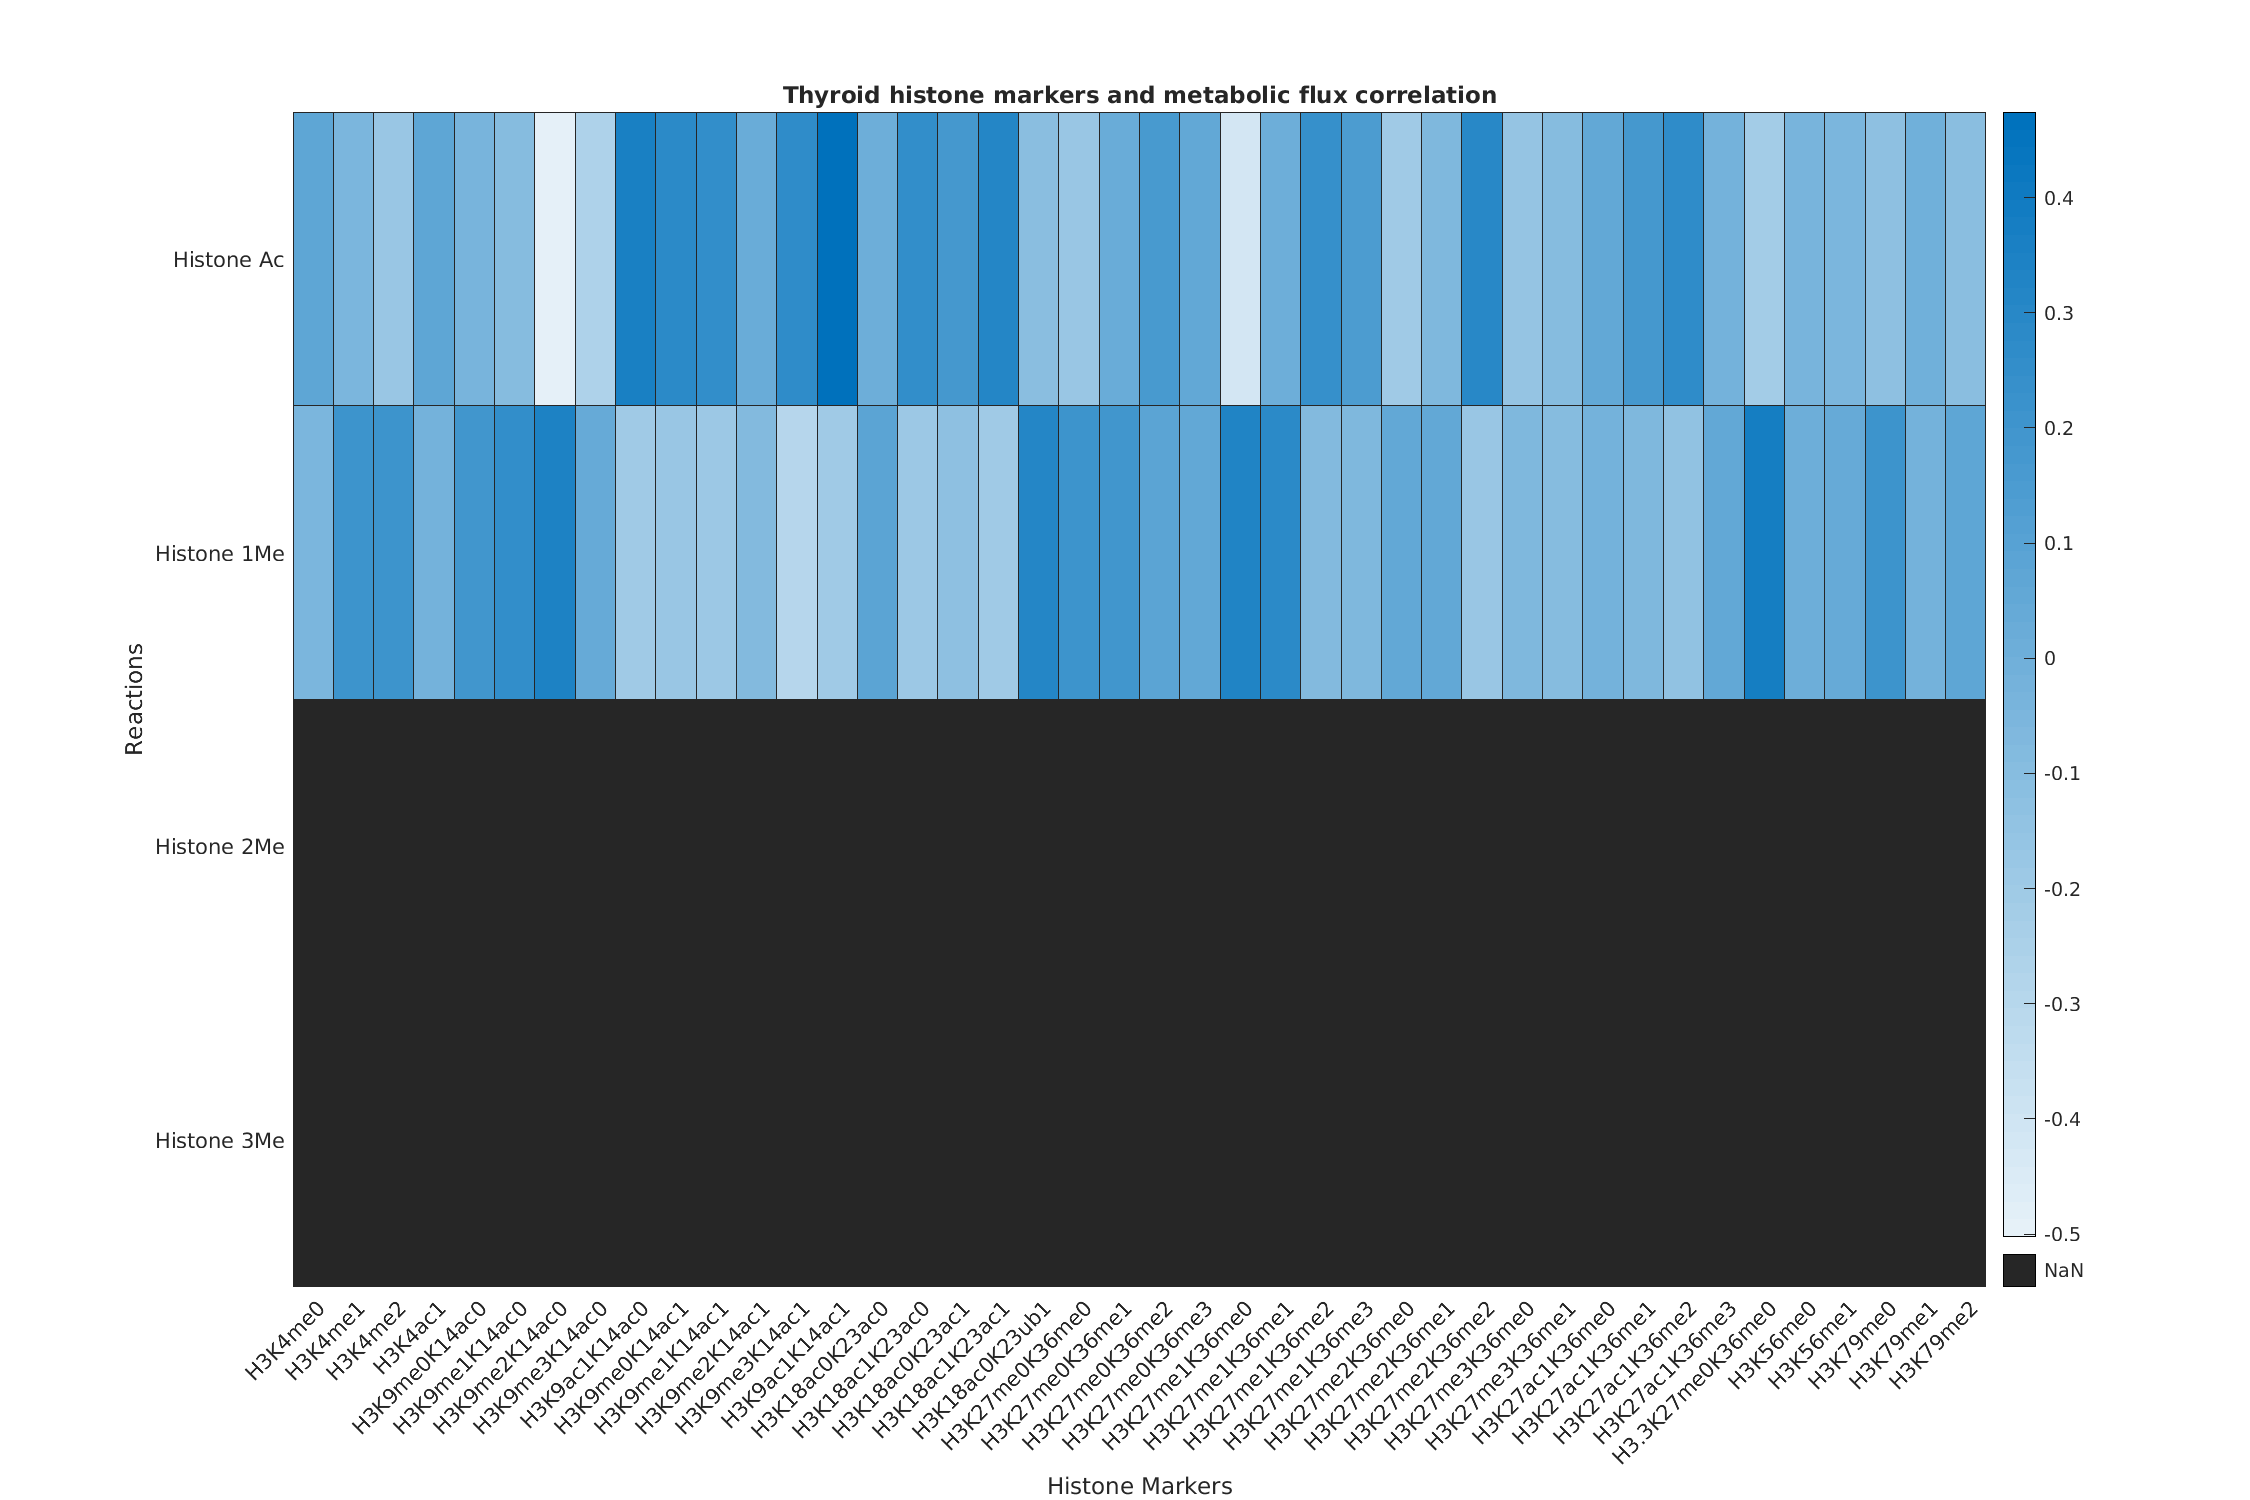 Thyroid histone markers and metabolic flux correlation
Histone Ac
Histone 1Me
Histone 2Me
Histone 3Me
Reactions
0.4
0.3
0.2
0.1
0
-0.1
-0.2
-0.3
-0.4
-0.5
NaN
H3K4me0
H3K4me1
H3K4me2
H3K4ac1
H3K9me0K14ac0
H3K9me1K14ac0
H3K9me2K14ac0
H3K9me3K14ac0
H3K9ac1K14ac0
H3K9me0K14ac1
H3K9me1K14ac1
H3K9me2K14ac1
H3K9me3K14ac1
H3K9ac1K14ac1
H3K18ac0K23ac0
H3K18ac1K23ac0
H3K18ac0K23ac1
H3K18ac1K23ac1
H3K18ac0K23ub1
H3K27me0K36me0
H3K27me0K36me1
H3K27me0K36me2
H3K27me0K36me3
H3K27me1K36me0
H3K27me1K36me1
H3K27me1K36me2
H3K27me1K36me3
H3K27me2K36me0
H3K27me2K36me1
H3K27me2K36me2
H3K27me3K36me0
H3K27me3K36me1
H3K27ac1K36me0
H3K27ac1K36me1
H3K27ac1K36me2
H3K27ac1K36me3
H3.3K27me0K36me0
H3K56me0
H3K56me1
H3K79me0
H3K79me1
H3K79me2
Histone Markers